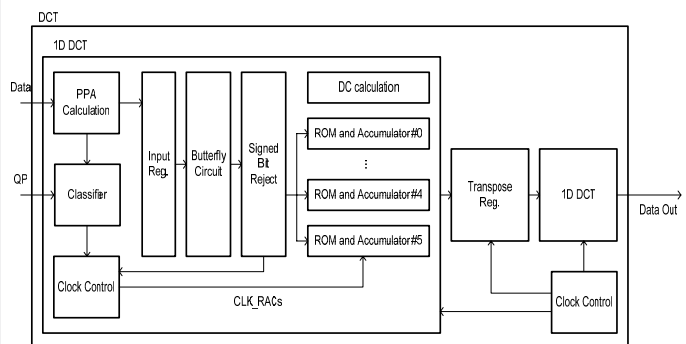 DCT
1D DCT
Data
PPA
Calculation
QP
Classifier
Clock Control
Input
Reg.
Butterfly
Circuit
Signed
Bit
Reject
DC calculation
ROM and Accumulator#0
...
ROM and Accumulator#4
ROM and Accumulator#5
CLK_RACs
Transpose
Reg.
1D DCT
Data Out
Clock Control